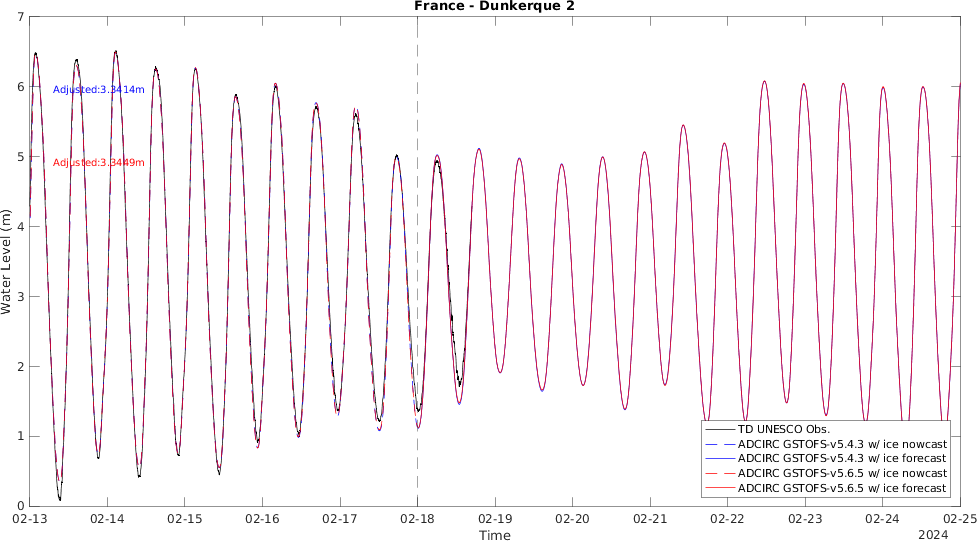 France - Dunkerque 2
7
6
5
4
3
2
1
0
Water Level (m)
Adjusted:3.3414m
Adjusted:3.3449m
TD UNESCO Obs.
ADCIRC GSTOFS-v5.4.3 w/ ice nowcast
ADCIRC GSTOFS-v5.4.3 w/ ice forecast
ADCIRC GSTOFS-v5.6.5 w/ ice nowcast
ADCIRC GSTOFS-v5.6.5 w/ ice forecast
02-13 02-14 02-15 02-16 02-17 02-18 02-19 02-20 02-21 02-22 02-23 02-24 02-25
Time
2024